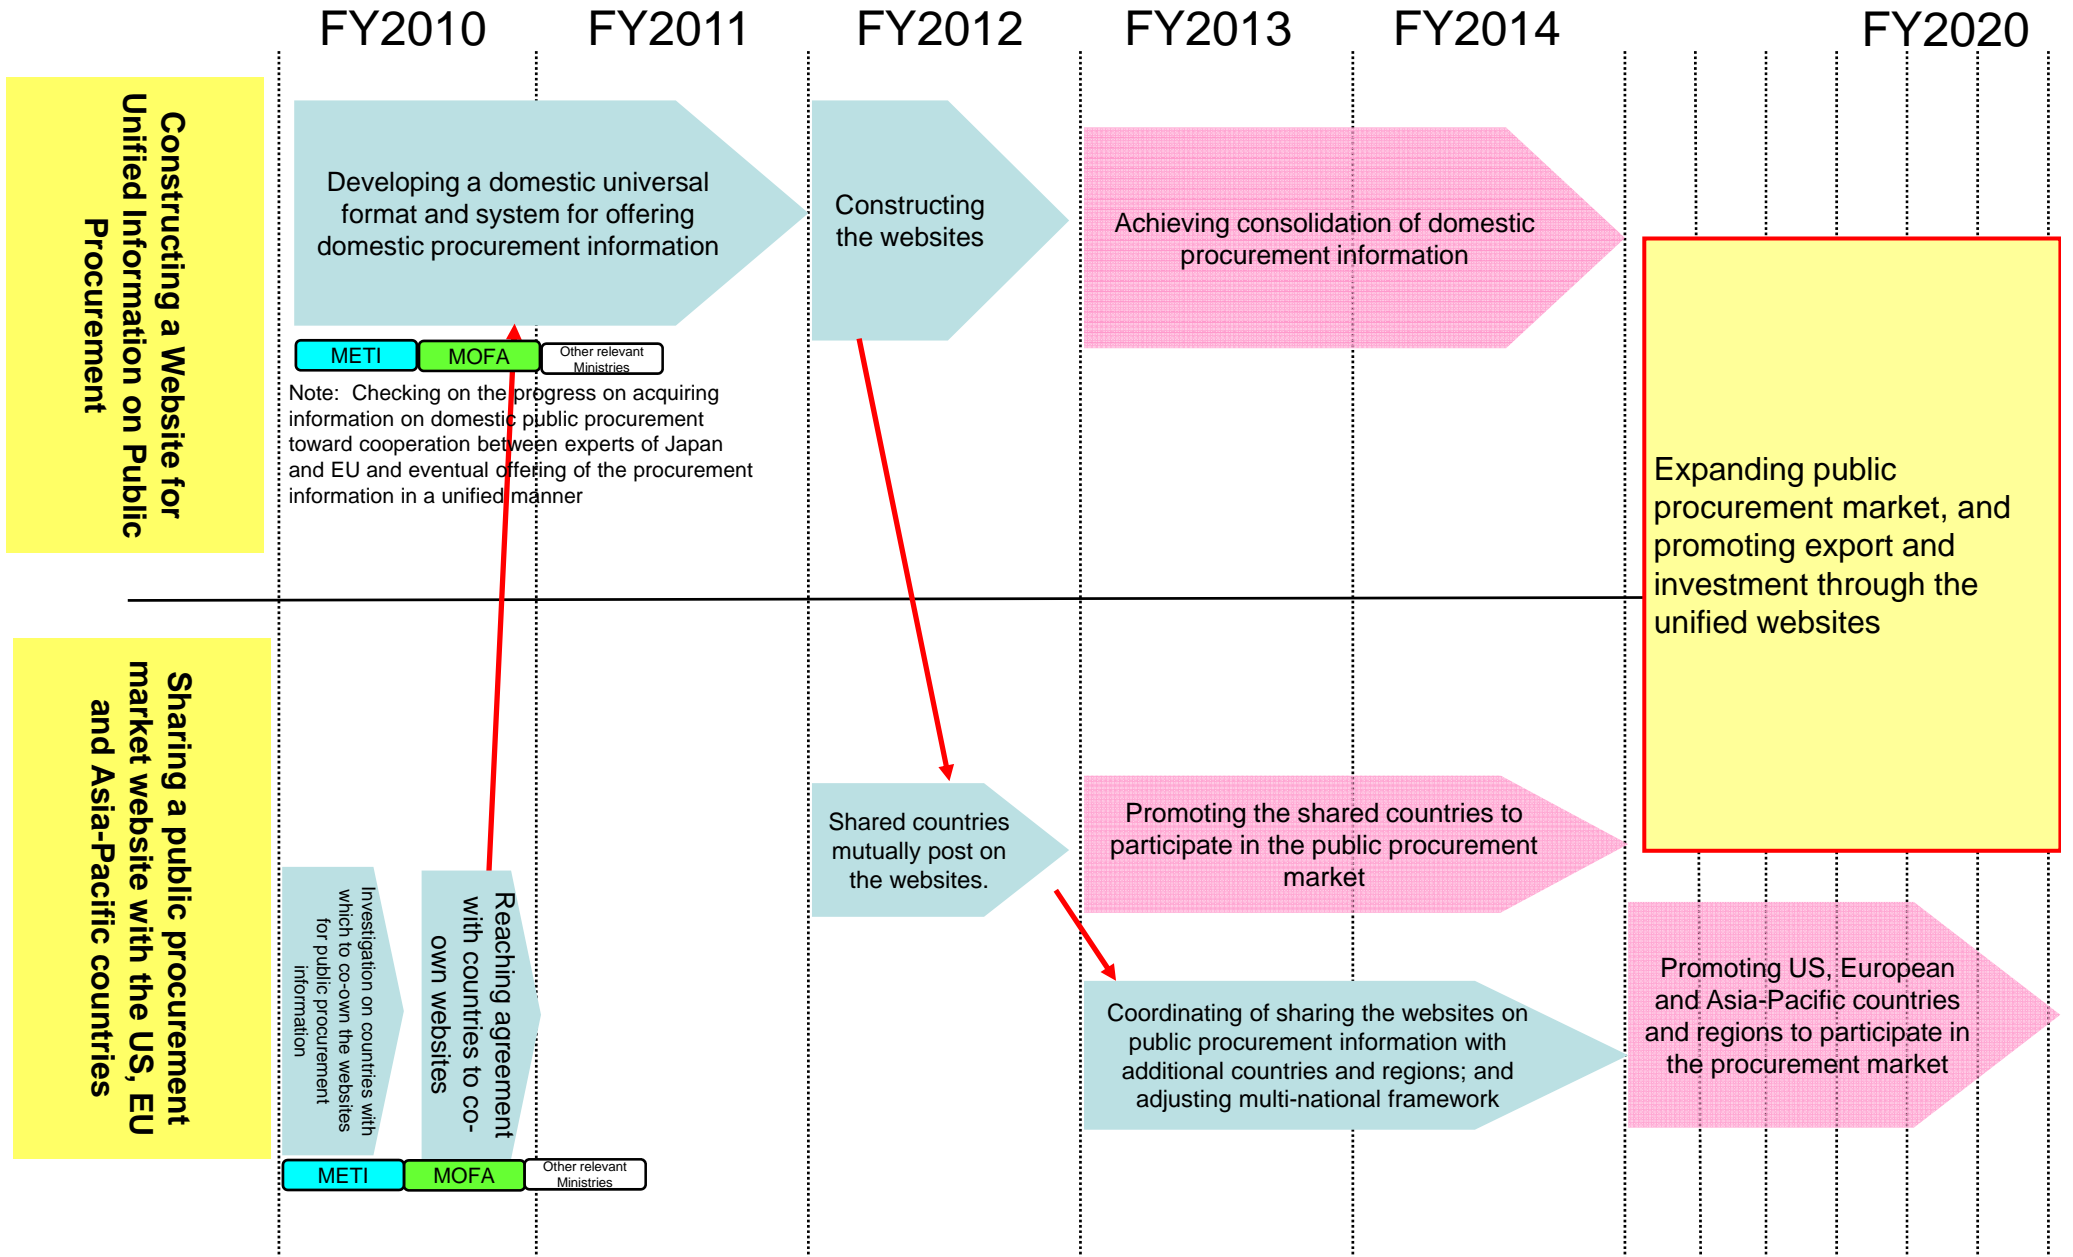 FY2010 FY2011 FY2012 FY2013 FY2014 FY2020
Constructing a Website for
Unified Information on Public
Procurement
Developing a domestic universal
format and system for offering
domestic procurement information
Constructing
the websites
Achieving consolidation of domestic
procurement information
METI
MOFA
Other relevant
Ministries
Note: Checking on the progress on acquiring
information on domestic public procurement
toward cooperation between experts of Japan
and EU and eventual offering of the procurement
information in a unified manner
Expanding public
procurement market, and
promoting export and
investment through the
unified websites
Sharing a public procurement
market website with the US, EU
and Asia-Pacific countries
Investigation on countries with
which to co-own the websites
for public procurement
information
Reaching agreement
with countries to co-
own websites
METI
MOFA
Other relevant
Ministries
Shared countries
mutually post on
the websites.
Promoting the shared countries to
participate in the public procurement
market
Coordinating of sharing the websites on
public procurement information with
additional countries and regions; and
adjusting multi-national framework
Promoting US, European
and Asia-Pacific countries
and regions to participate in
the procurement market